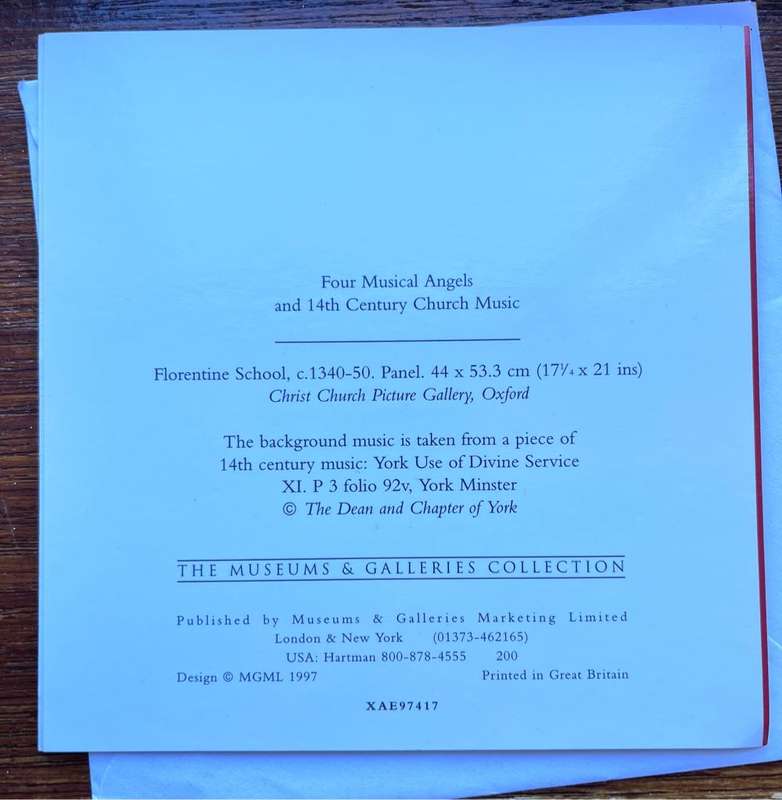 Four Musical Angels
and 14th Century Church Music
Florentine School, c.1340-50. Panel. 44 x 53.3 cm (17¼ x 21 ins)
Christ Church Picture Gallery, Oxford
The background music is taken from a piece of
14th century music: York Use of Divine Service
XI. P 3 folio 92v, York Minster
© The Dean and Chapter of York
THE MUSEUMS & GALLERIES COLLECTION
Published by Museums & Galleries Marketing Limited
London & New York (01373-462165)
USA: Hartman 800-878-4555 200
Design © MGML 1997 Printed in Great Britain
XAE97417